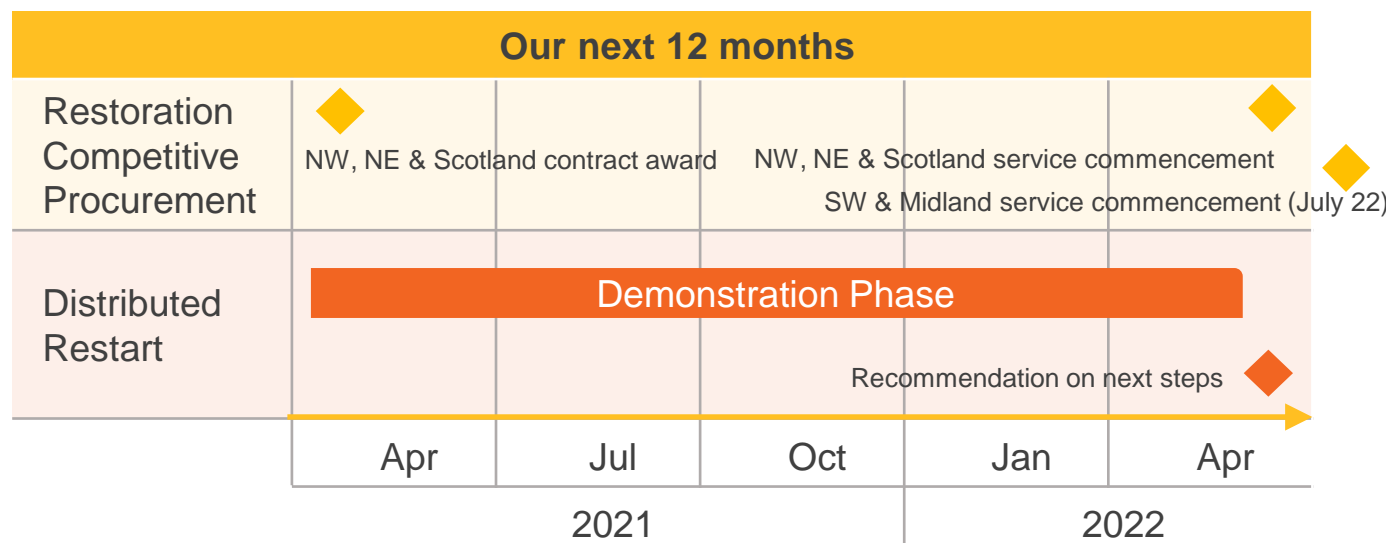 Our next 12 months
Restoration
Competitive
Procurement
NW, NE & Scotland contract award
NW, NE & Scotland service commencement
SW & Midland service commencement (July 22)
Distributed
Restart
Demonstration Phase
Recommendation on next steps
Apr
Jul
Oct
Jan
Apr
2021
2022